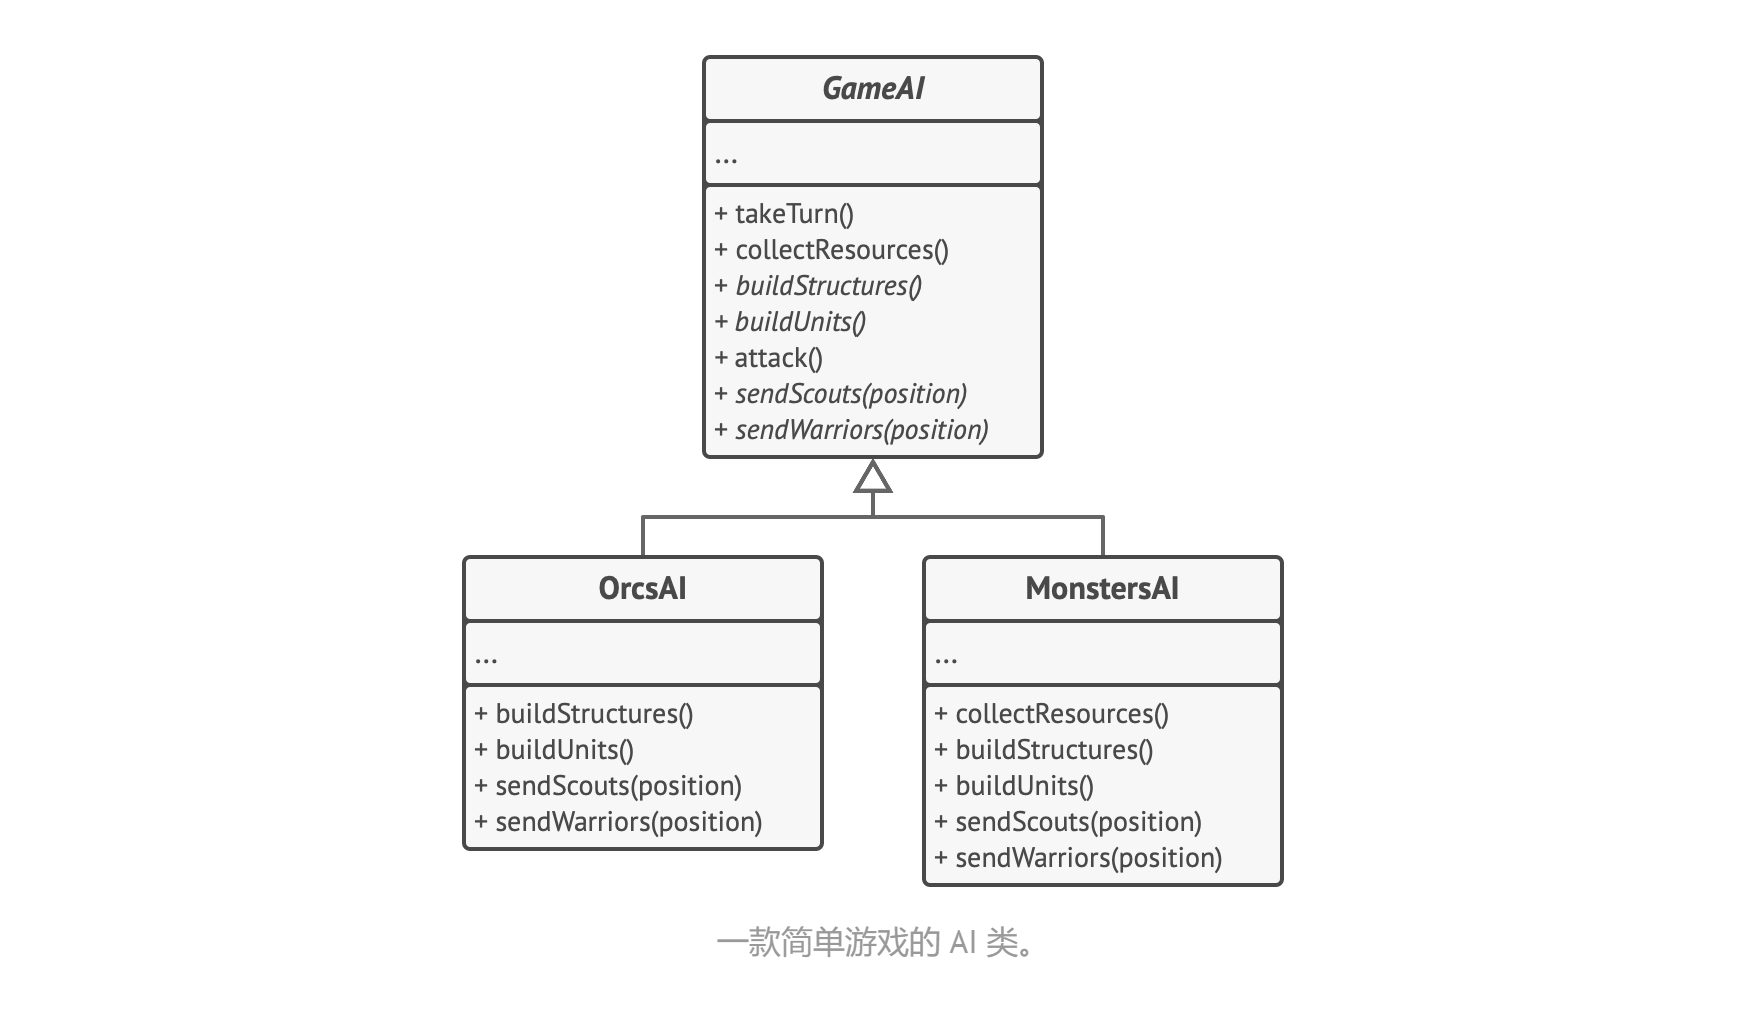 GameAI
...
+ takeTurn()
+ collectResources()
+ buildStructures()
+ buildUnits()
+ attack()
+ sendScouts(position)
+ sendWarriors(position)
OrcsAI
...
+ buildStructures()
+ buildUnits()
+ sendScouts(position)
+ sendWarriors(position)
MonstersAI
...
+ collectResources()
+ buildStructures()
+ buildUnits()
+ sendScouts(position)
+ sendWarriors(position)
一款简单游戏的 AI 类。